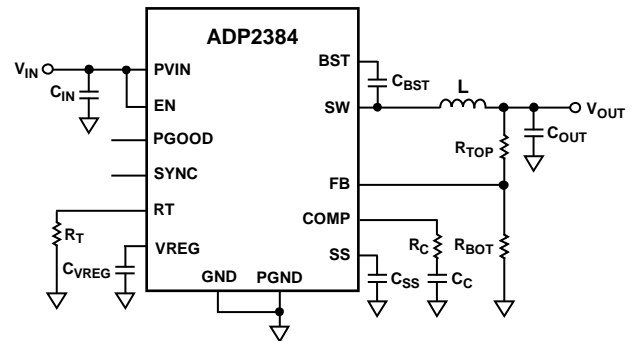 ADP2384
VIN
CIN
PVIN
EN
PGOOD
SYNC
RT
RT
VREG
CVREG
GND
PGND
BST
CBST
SW
L
VOUT
COUT
RTOP
FB
COMP
RC
RBOT
SS
CSS
CC